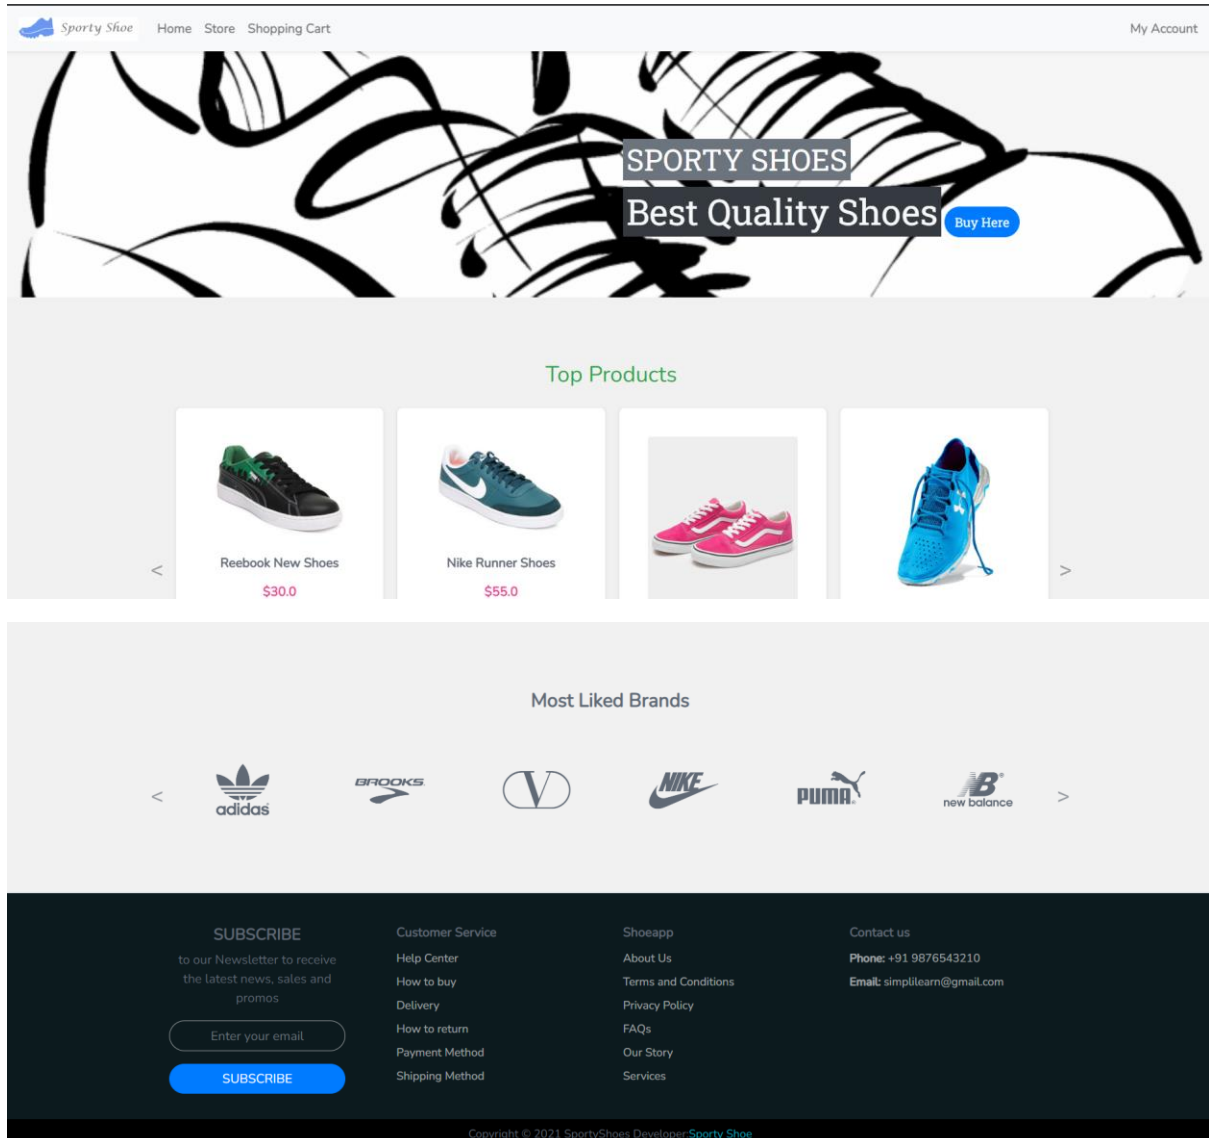 Sporty Shoe Home Store Shopping Cart My Account
SPORTY SHOES
Best Quality Shoes Buy Here
Top Products
Reebook New Shoes Nike Runner Shoes
< >
$30.0 $55.0
Most Liked Brands
adidas BROOKS V NIKE PUMA NB new balance
< >
SUBSCRIBE
to our Newsletter to receive
the latest news, sales and
promos
Enter your email
SUBSCRIBE
Customer Service
Help Center
How to buy
Delivery
How to return
Payment Method
Shipping Method
Shoeapp
About Us
Terms and Conditions
Privacy Policy
FAQs
Our Story
Services
Contact us
Phone: +91 9876543210
Email: simplilearn@gmail.com
Copyright © 2021 SportyShoes Developer:Sporty Shoe